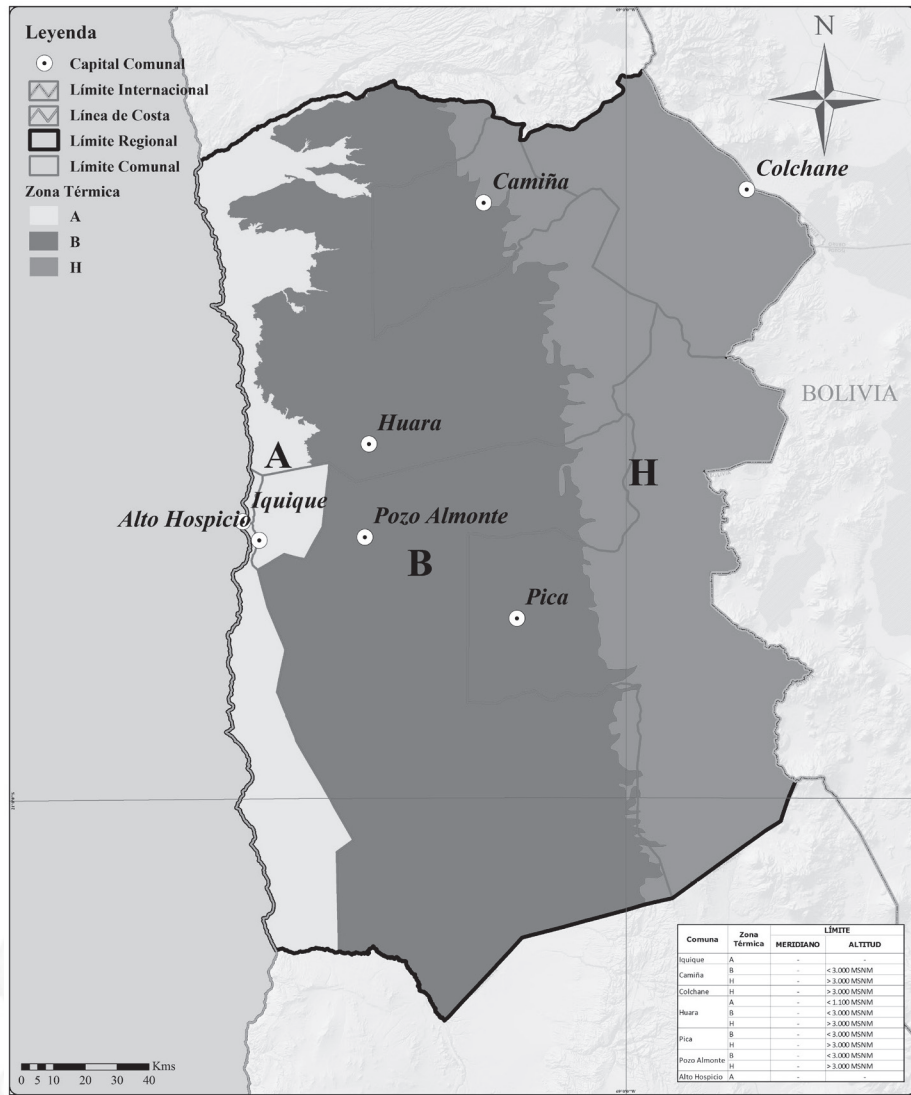 Leyenda
Capital Comunal
Límite Internacional
Línea de Costa
Límite Regional
Límite Comunal
Zona Térmica
A
B
H
N
Colchane
Camiña
BOLIVIA
Huara
A
H
Iquique
Alto Hospicio
Pozo Almonte
B
Pica
Comuna Zona Térmica LÍMITE
MERIDIANO ALTITUD
Iquique A - -
Camiña B - < 3.000 MSNM
H - > 3.000 MSNM
Colchane H - > 3.000 MSNM
Huara A - < 1.100 MSNM
B - < 3.000 MSNM
H - > 3.000 MSNM
Pica B - < 3.000 MSNM
H - > 3.000 MSNM
Pozo Almonte B - < 3.000 MSNM
H - > 3.000 MSNM
Alto Hospicio A - -
Kms
0 5 10 20 30 40